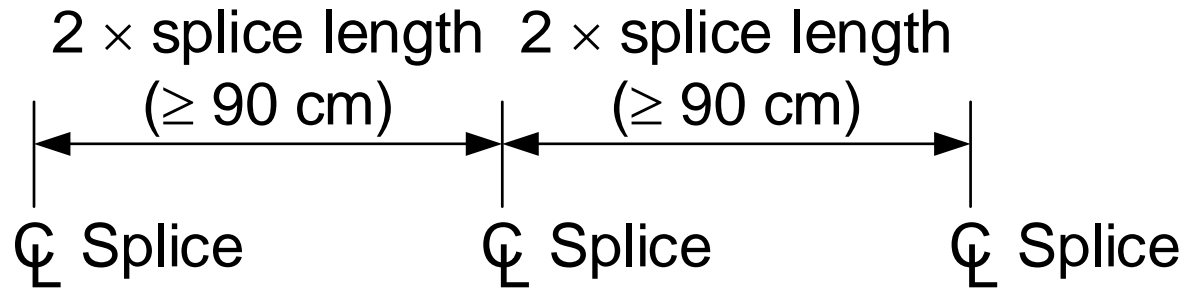 2 × splice length 2 × splice length
(≥ 90 cm) (≥ 90 cm)
℄ Splice ℄ Splice ℄ Splice